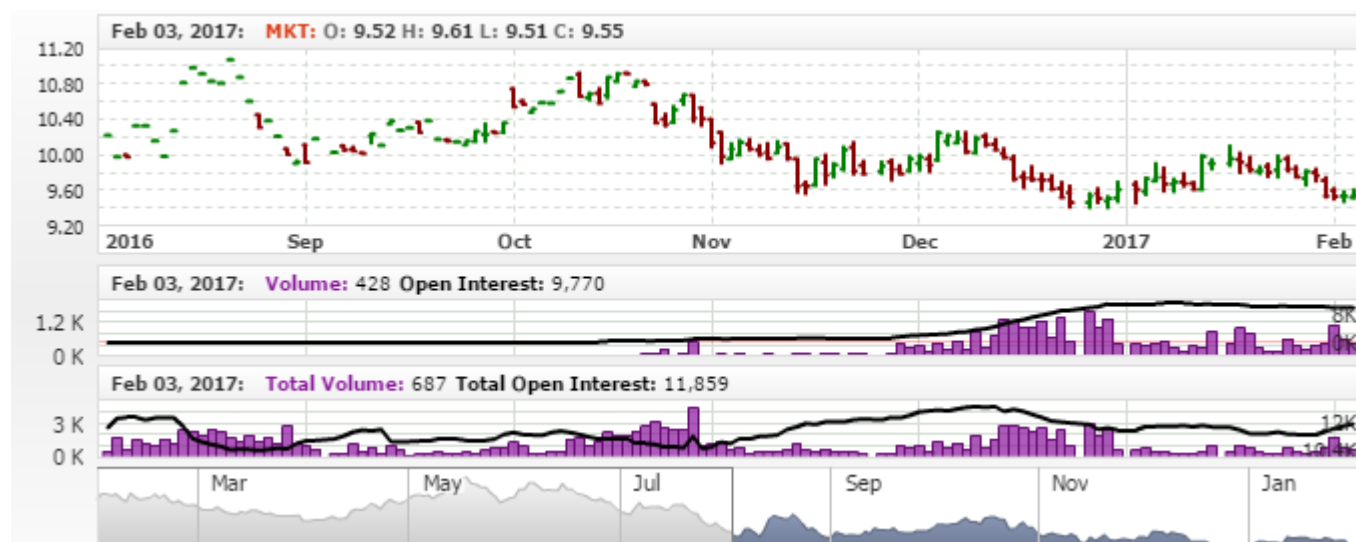 Feb 03, 2017: MKT: O: 9.52 H: 9.61 L: 9.51 C: 9.55
11.20
10.80
10.40
10.00
9.60
9.20
2016 Sep Oct Nov Dec 2017 Feb
Feb 03, 2017: Volume: 428 Open Interest: 9,770
1.2 K 8K
0 K 0K
Feb 03, 2017: Total Volume: 687 Total Open Interest: 11,859
3 K 12K
0 K 10.4K
Mar May Jul Sep Nov Jan